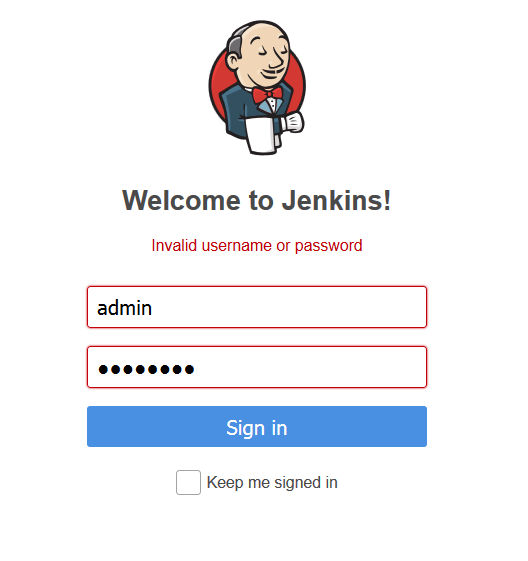 Welcome to Jenkins!
Invalid username or password
admin
●●●●●●●●
Sign in
Keep me signed in